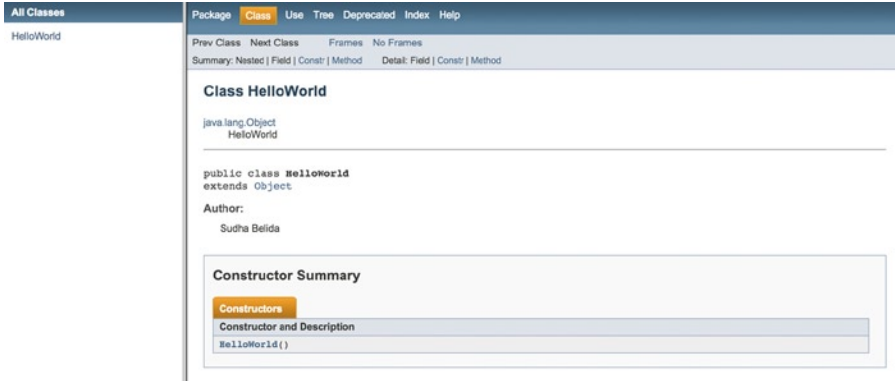 All Classes
HelloWorld
Package Class Use Tree Deprecated Index Help
Prev Class Next Class Frames No Frames
Summary: Nested | Field | Constr | Method Detail: Field | Constr | Method
Class HelloWorld
java.lang.Object
HelloWorld
public class HelloWorld
extends Object
Author:
Sudha Belida
Constructor Summary
Constructors
Constructor and Description
HelloWorld()